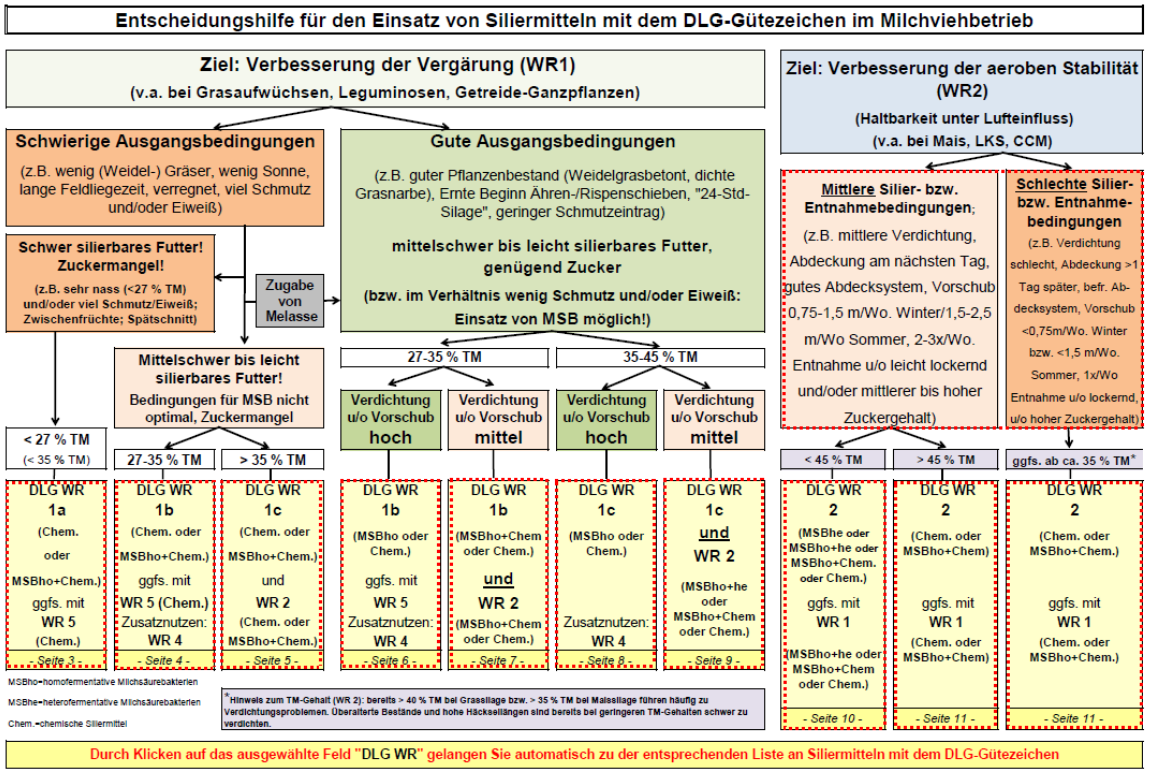 Entscheidungshilfe für den Einsatz von Siliermitteln mit dem DLG-Gütezeichen im Milchviehbetrieb
Ziel: Verbesserung der Vergärung (WR1)
(v.a. bei Grasaufwüchsen, Leguminosen, Getreide-Ganzpflanzen)
Ziel: Verbesserung der aeroben Stabilität
(WR2)
(Haltbarkeit unter Lufteinfluss)
(v.a. bei Mais, LKS, CCM)
Schwierige Ausgangsbedingungen
(z.B. wenig (Weidel-) Gräser, wenig Sonne,
lange Feldliegezeit, verregnet, viel Schmutz
und/oder Eiweiß)
Gute Ausgangsbedingungen
(z.B. guter Pflanzenbestand (Weidelgrasbetont, dichte
Grasnarbe), Ernte Beginn Ähren-/Rispenschieben, "24-Std-
Silage", geringer Schmutzeintrag)
mittelschwer bis leicht silierbares Futter,
genügend Zucker
(bzw. im Verhältnis wenig Schmutz und/oder Eiweiß:
Einsatz von MSB möglich!)
Mittlere Silier- bzw.
Entnahmebedingungen;
(z.B. mittlere Verdichtung,
Abdeckung am nächsten Tag,
gutes Abdecksystem, Vorschub
0,75-1,5 m/Wo. Winter/1,5-2,5
m/Wo Sommer, 2-3x/Wo.
Entnahme u/o leicht lockernd
und/oder mittlerer bis hoher
Zuckergehalt)
Schlechte Silier-
bzw. Entnahme-
bedingungen
(z.B. Verdichtung
schlecht, Abdeckung >1
Tag später, befr. Ab-
decksystem, Vorschub
<0,75m/Wo. Winter
bzw. <1,5 m/Wo.
Sommer, 1x/Wo
Entnahme u/o lockernd,
u/o hoher Zuckergehalt)
Schwer silierbares Futter!
Zuckermangel!
(z.B. sehr nass (<27 % TM)
und/oder viel Schmutz/Eiweiß;
Zwischenfrüchte; Spätschnitt)
Zugabe
von
Melasse
Mittelschwer bis leicht
silierbares Futter!
Bedingungen für MSB nicht
optimal, Zuckermangel
27-35 % TM
35-45 % TM
Verdichtung
u/o Vorschub
hoch
Verdichtung
u/o Vorschub
mittel
Verdichtung
u/o Vorschub
hoch
Verdichtung
u/o Vorschub
mittel
< 27 % TM
(< 35 % TM)
27-35 % TM
> 35 % TM
< 45 % TM
> 45 % TM
ggfs. ab ca. 35 % TM*
DLG WR
1a
(Chem.
oder
MSBho+Chem.)
ggfs. mit
WR 5
(Chem.)
- Seite 3 -
DLG WR
1b
(Chem. oder
MSBho+Chem.)
ggfs. mit
WR 5 (Chem.)
Zusatznutzen:
WR 4
- Seite 4 -
DLG WR
1c
(Chem. oder
MSBho+Chem.)
und
WR 2
(Chem. oder
MSBho+Chem.)
- Seite 5 -
DLG WR
1b
(MSBho oder
Chem.)
ggfs. mit
WR 5
Zusatznutzen:
WR 4
- Seite 6 -
DLG WR
1b
(MSBho+Chem
oder Chem.)
und
WR 2
(MSBho+Chem
oder Chem.)
- Seite 7 -
DLG WR
1c
(MSBho oder
Chem.)
Zusatznutzen:
WR 4
- Seite 8 -
DLG WR
1c
und
WR 2
(MSBho+he
oder
MSBho+Chem
oder Chem.)
- Seite 9 -
DLG WR
2
(MSBhe oder
MSBho+he oder
MSBho+Chem.
oder Chem.)
ggfs. mit
WR 1
(MSBho+he oder
MSBho+Chem
oder Chem.)
- Seite 10 -
DLG WR
2
(Chem. oder
MSBho+Chem)
ggfs. mit
WR 1
(Chem. oder
MSBho+Chem)
- Seite 11 -
DLG WR
2
(Chem. oder
MSBho+Chem.)
ggfs. mit
WR 1
(Chem. oder
MSBho+Chem.)
- Seite 11 -
MSBho=homofermentative Milchsäurebakterien
MSBhe=heterofermentative Milchsäurebakterien
Chem.=chemische Siliermittel
*Hinweis zum TM-Gehalt (WR 2): bereits > 40 % TM bei Grassilage bzw. > 35 % TM bei Maissilage führen häufig zu
Verdichtungsproblemen. Überalterte Bestände und hohe Häcksellängen sind bereits bei geringeren TM-Gehalten schwer zu
verdichten.
Durch Klicken auf das ausgewählte Feld "DLG WR" gelangen Sie automatisch zu der entsprechenden Liste an Siliermitteln mit dem DLG-Gütezeichen